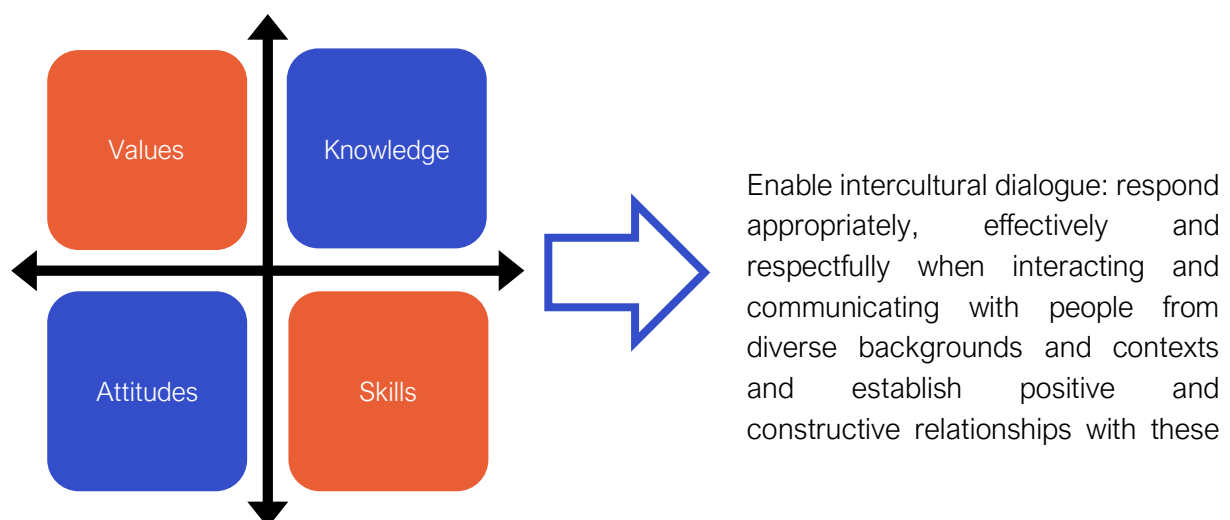 Values
Knowledge
Attitudes
Skills
Enable intercultural dialogue: respond
appropriately, effectively and
respectfully when interacting and
communicating with people from
diverse backgrounds and contexts
and establish positive and
constructive relationships with these